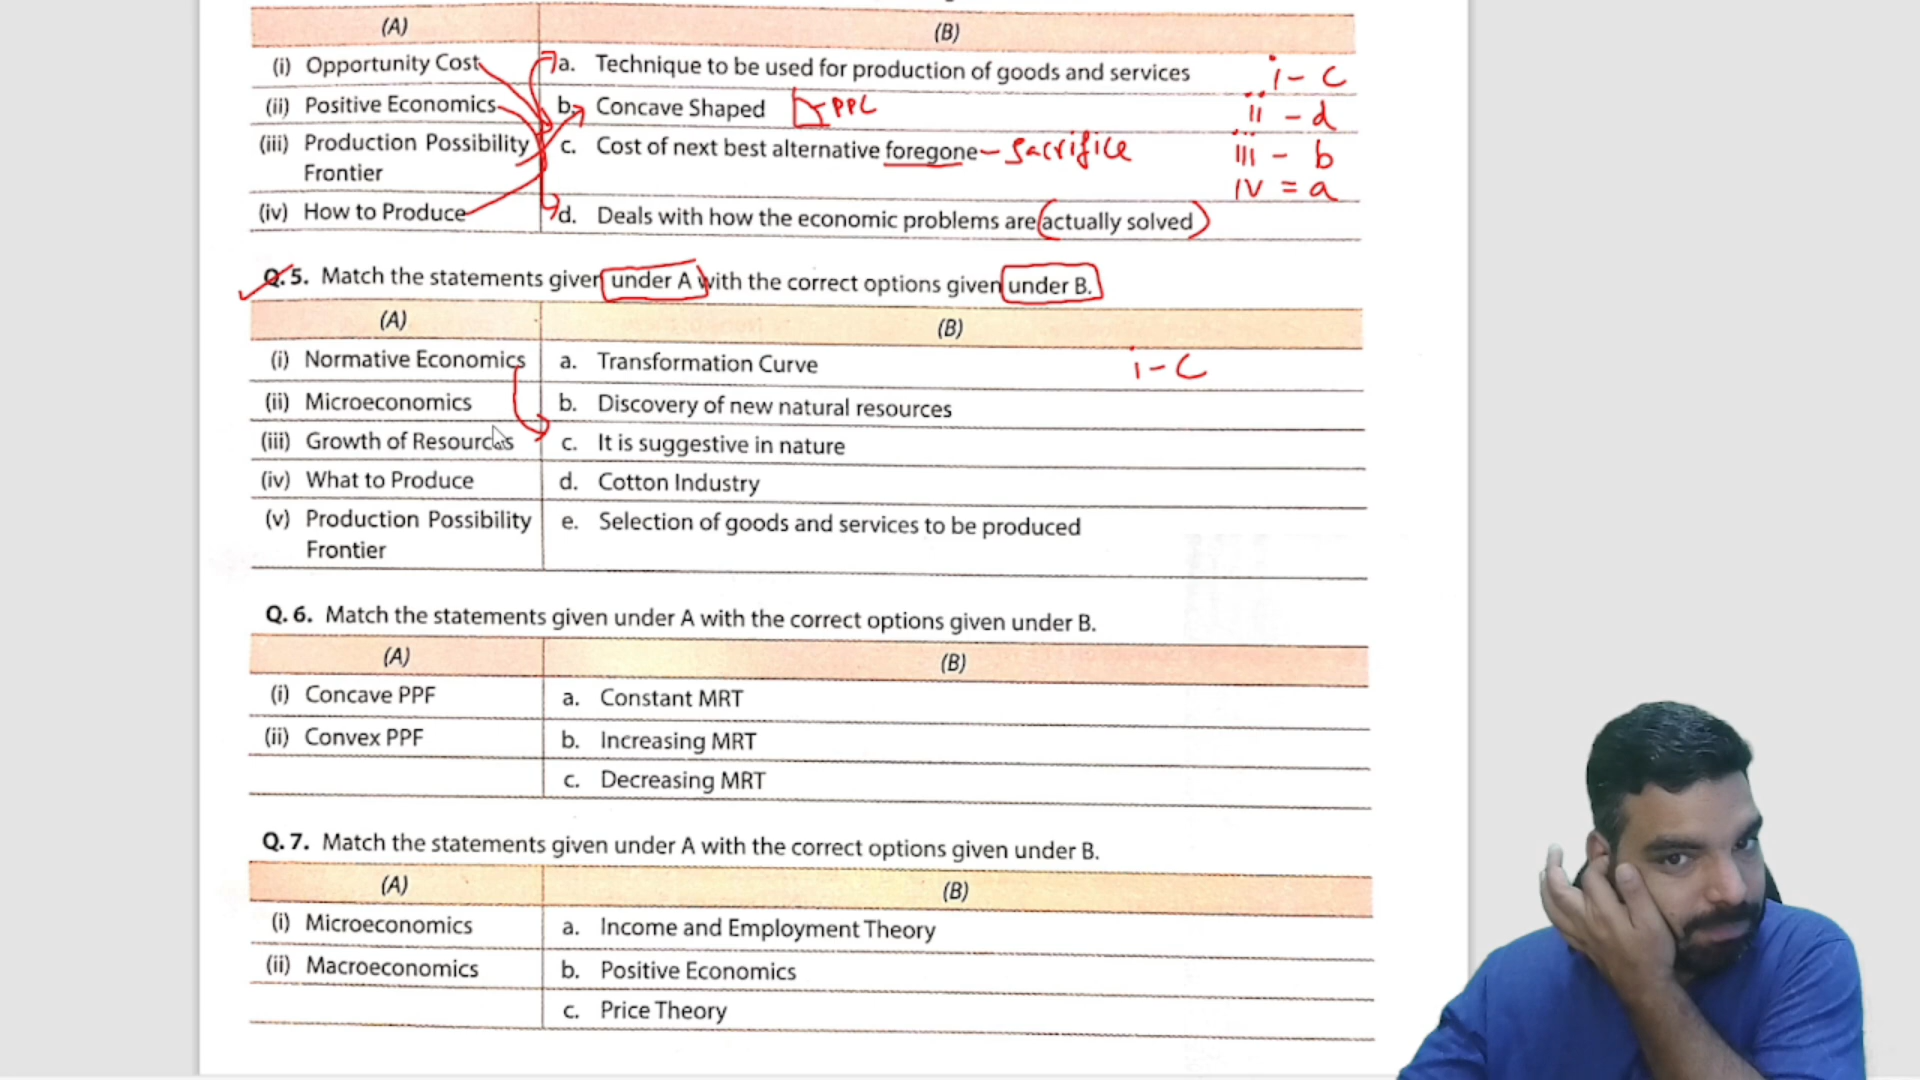 (A) (B)
(i) Opportunity Cost a. Technique to be used for production of goods and services i - c
(ii) Positive Economics b. Concave Shaped PPC ii - d
(iii) Production Possibility Frontier c. Cost of next best alternative foregone - Sacrifice iii - b
iv = a
(iv) How to Produce d. Deals with how the economic problems are actually solved
Q. 5. Match the statements given under A with the correct options given under B.
(A) (B)
(i) Normative Economics a. Transformation Curve i - c
(ii) Microeconomics b. Discovery of new natural resources
(iii) Growth of Resources c. It is suggestive in nature
(iv) What to Produce d. Cotton Industry
(v) Production Possibility Frontier e. Selection of goods and services to be produced
Q. 6. Match the statements given under A with the correct options given under B.
(A) (B)
(i) Concave PPF a. Constant MRT
(ii) Convex PPF b. Increasing MRT
c. Decreasing MRT
Q. 7. Match the statements given under A with the correct options given under B.
(A) (B)
(i) Microeconomics a. Income and Employment Theory
(ii) Macroeconomics b. Positive Economics
c. Price Theory